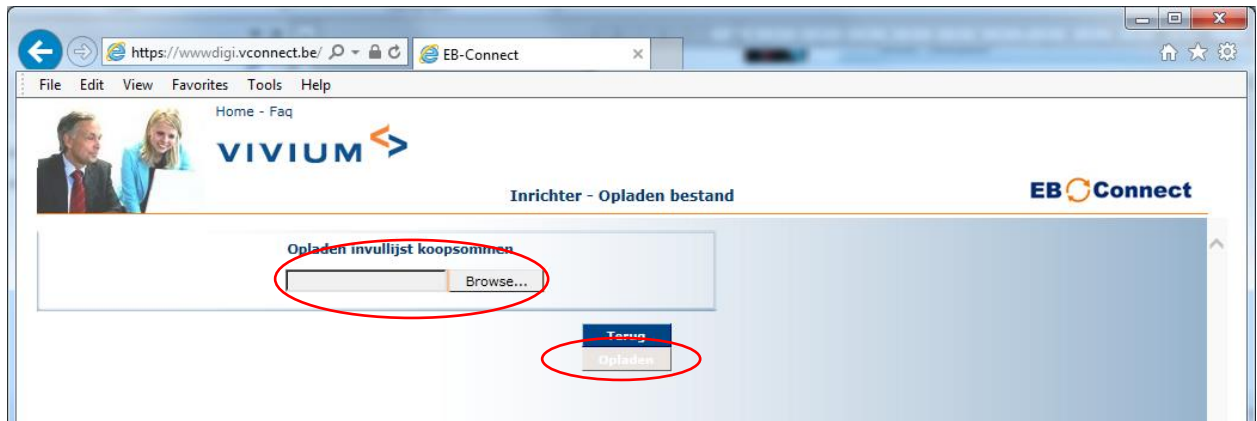 https://wwwdigi.vconnect.be/ EB-Connect
File Edit View Favorites Tools Help
Home - Faq
VIVIUM
Inrichter - Opladen bestand
EB Connect
Opladen invullijst koopsommen
Browse...
Terug
Opladen